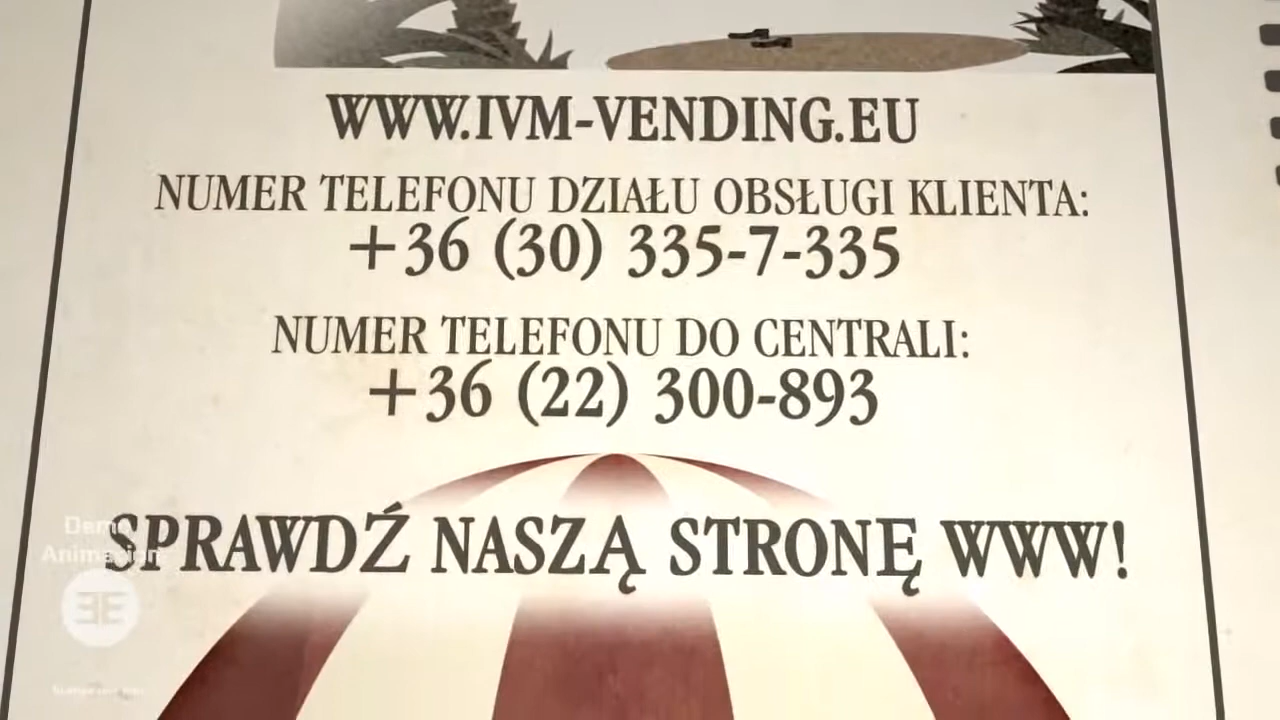 WWW.IVM-VENDING.EU
NUMER TELEFONU DZIAŁU OBSŁUGI KLIENTA:
+36 (30) 335-7-335
NUMER TELEFONU DO CENTRALI:
+36 (22) 300-893
SPRAWDŹ NASZĄ STRONĘ WWW!